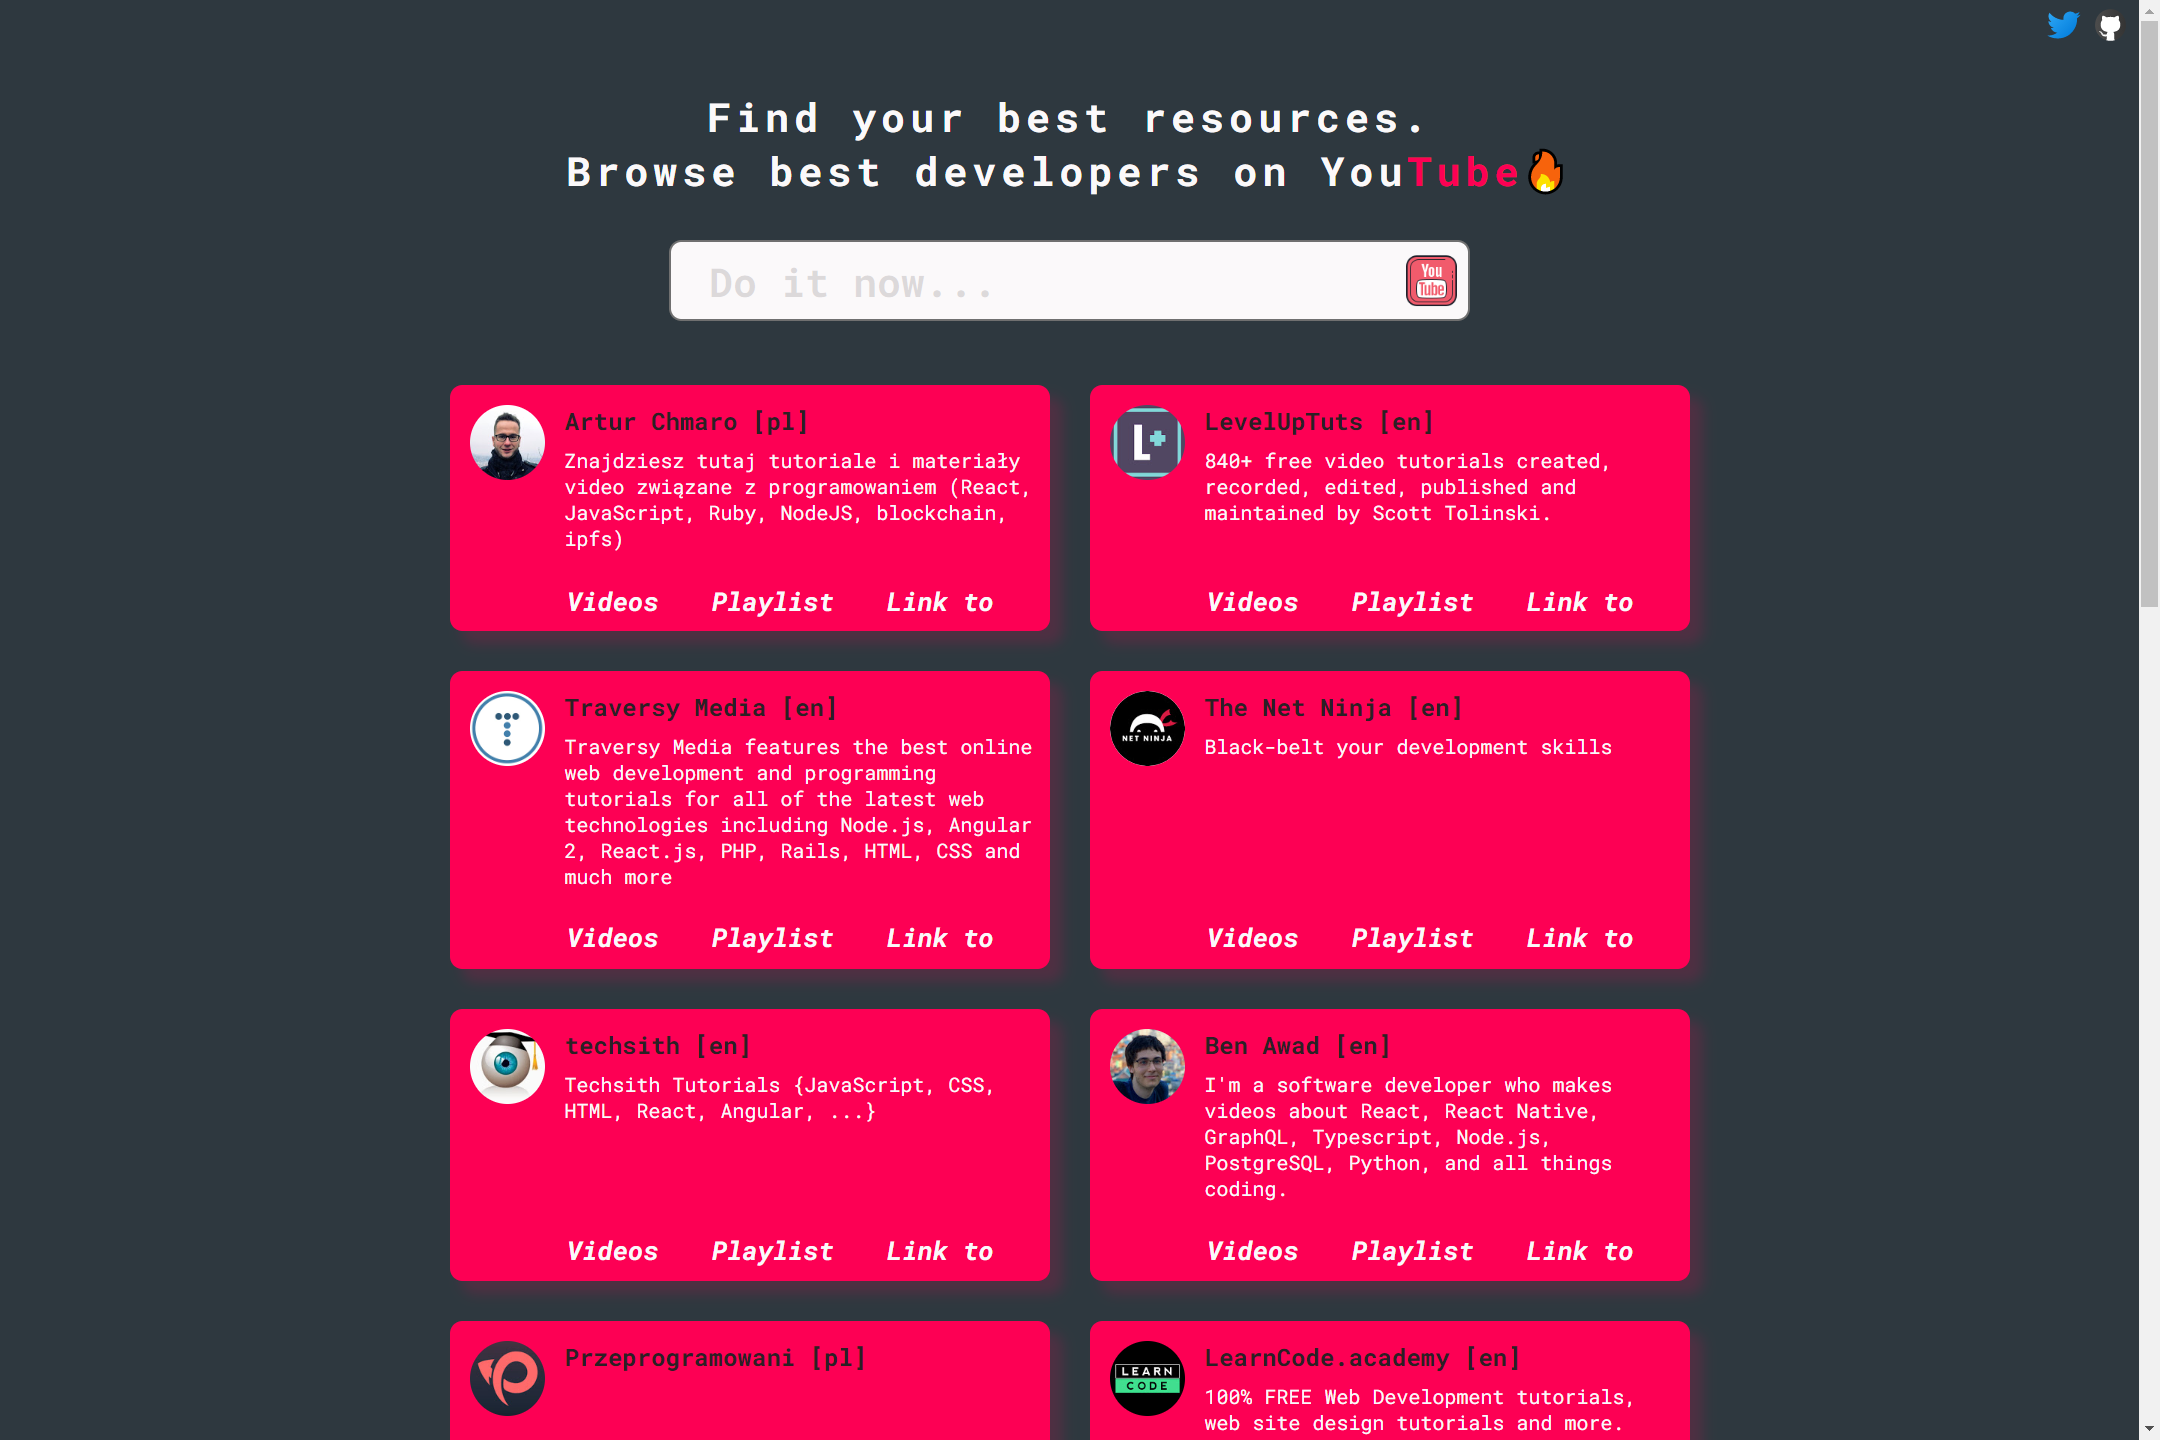 Find your best resources.
Browse best developers on YouTube
Do it now...
You
Tube
Artur Chmaro [pl]
Znajdziesz tutaj tutoriale i materiały
video związane z programowaniem (React,
JavaScript, Ruby, NodeJS, blockchain,
ipfs)
Videos Playlist Link to
LevelUpTuts [en]
840+ free video tutorials created,
recorded, edited, published and
maintained by Scott Tolinski.
Videos Playlist Link to
Traversy Media [en]
Traversy Media features the best online
web development and programming
tutorials for all of the latest web
technologies including Node.js, Angular
2, React.js, PHP, Rails, HTML, CSS and
much more
Videos Playlist Link to
NET NINJA
The Net Ninja [en]
Black-belt your development skills
Videos Playlist Link to
techsith [en]
Techsith Tutorials {JavaScript, CSS,
HTML, React, Angular, ...}
Videos Playlist Link to
Ben Awad [en]
I'm a software developer who makes
videos about React, React Native,
GraphQL, Typescript, Node.js,
PostgreSQL, Python, and all things
coding.
Videos Playlist Link to
Przeprogramowani [pl]
LEARN
CODE
LearnCode.academy [en]
100% FREE Web Development tutorials,
web site design tutorials and more.